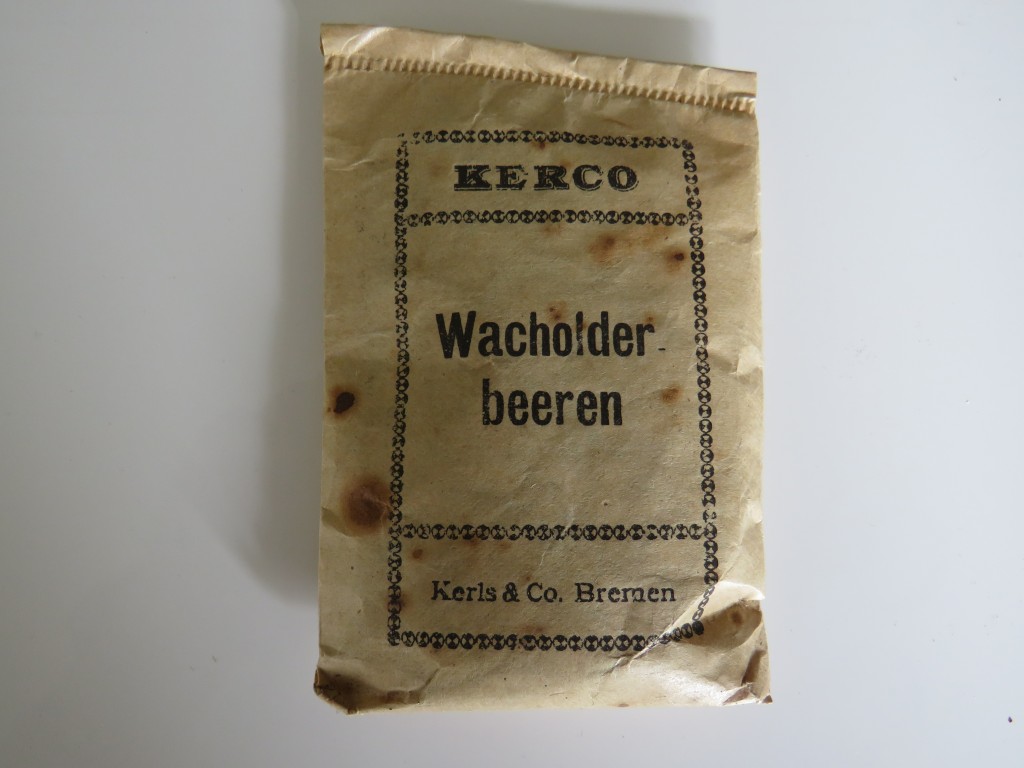 KERCO
Wacholder-
beeren
Kerls & Co. Bremen